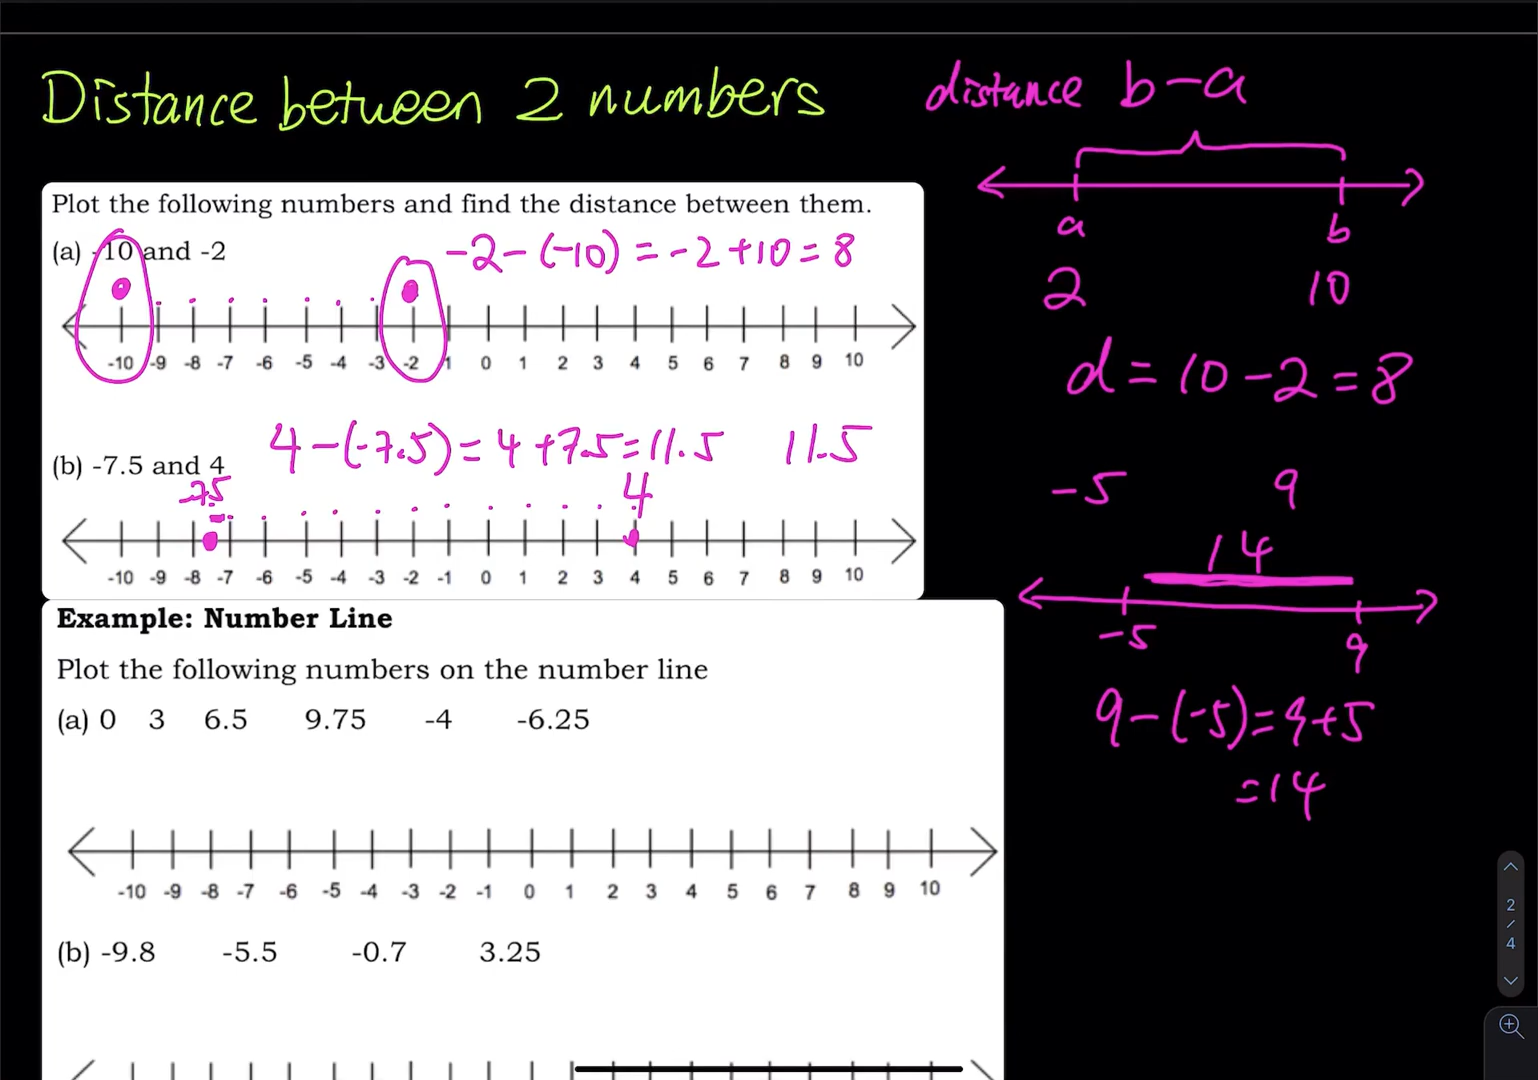 Distance between 2 numbers
distance b-a
a b
2 10
d = 10 - 2 = 8
-5 9
14
-5 9
9-(-5)=9+5
=14
Plot the following numbers and find the distance between them.
(a) -10 and -2 -2-(-10) = -2+10 = 8
-10 -9 -8 -7 -6 -5 -4 -3 -2 -1 0 1 2 3 4 5 6 7 8 9 10
4-(-7.5) = 4+7.5 = 11.5 11.5
(b) -7.5 and 4
-7.5 4
-10 -9 -8 -7 -6 -5 -4 -3 -2 -1 0 1 2 3 4 5 6 7 8 9 10
Example: Number Line
Plot the following numbers on the number line
(a) 0 3 6.5 9.75 -4 -6.25
-10 -9 -8 -7 -6 -5 -4 -3 -2 -1 0 1 2 3 4 5 6 7 8 9 10
(b) -9.8 -5.5 -0.7 3.25
2
/
4